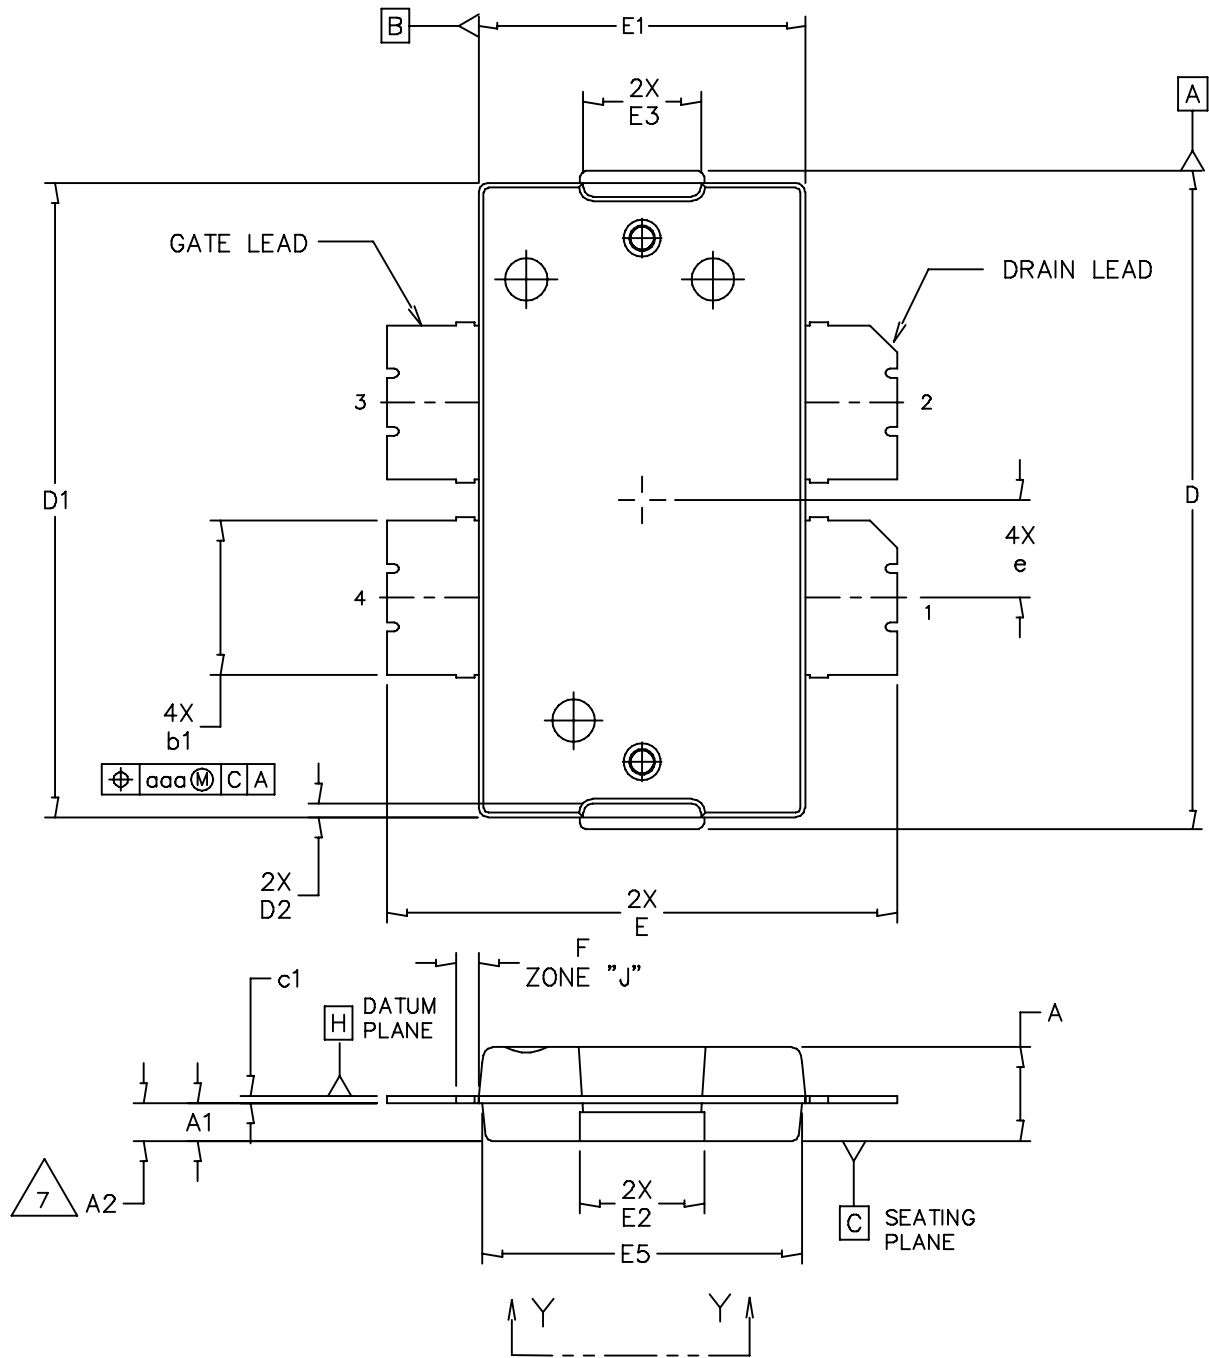 B
E1
2X
E3
A
GATE LEAD
DRAIN LEAD
3
2
D1
D
4X
e
4
1
4X
b1
⌖ aaa Ⓜ C A
2X
D2
2X
E
F
ZONE "J"
c1
H
DATUM
PLANE
A
A1
7
A2
2X
E2
C
SEATING
PLANE
E5
Y
Y